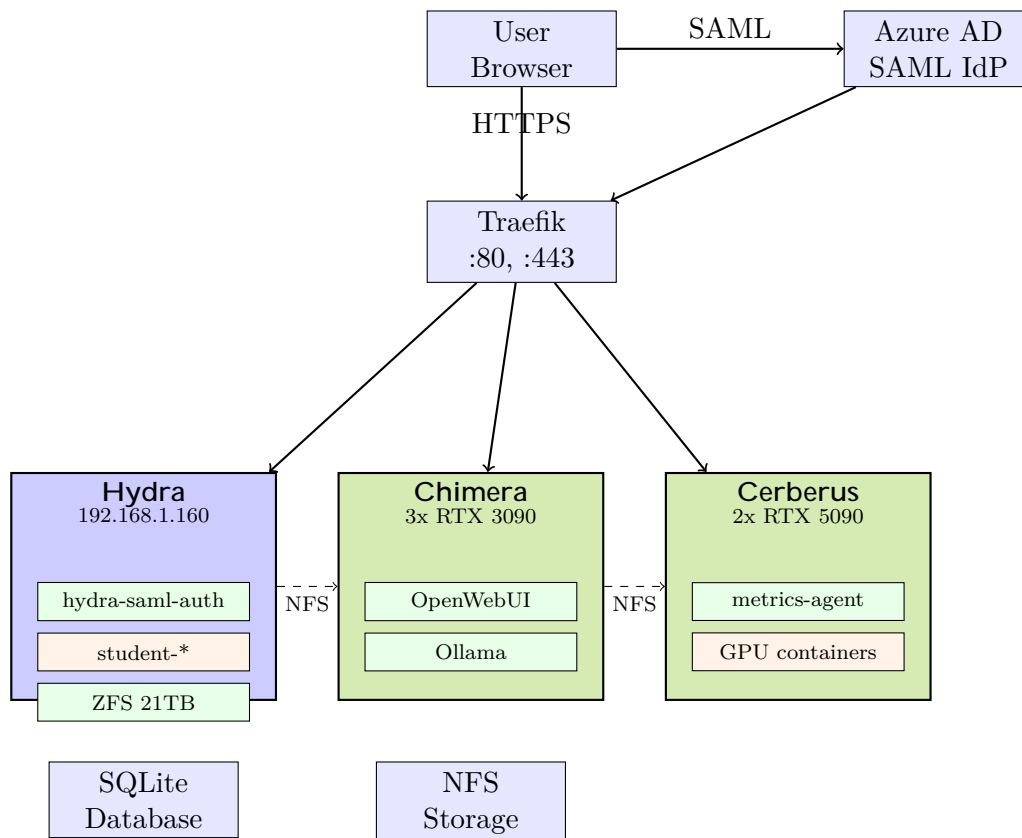 User
Browser
SAML
Azure AD
SAML IdP
HTTPS
Traefik
:80, :443
Hydra
192.168.1.160
hydra-saml-auth
student-*
ZFS 21TB
NFS
Chimera
3x RTX 3090
OpenWebUI
Ollama
NFS
Cerberus
2x RTX 5090
metrics-agent
GPU containers
SQLite
Database
NFS
Storage